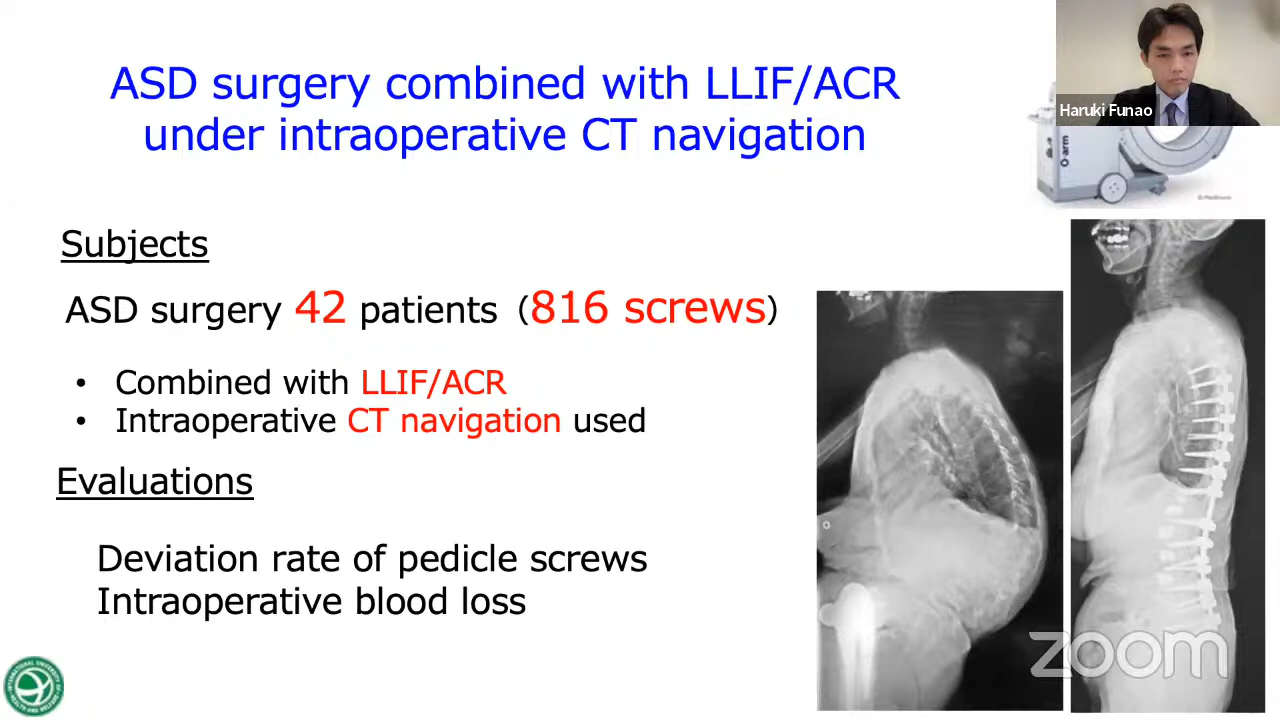 ASD surgery combined with LLIF/ACR
under intraoperative CT navigation
Haruki Funao
O-arm
Subjects
ASD surgery 42 patients (816 screws)
• Combined with LLIF/ACR
• Intraoperative CT navigation used
Evaluations
Deviation rate of pedicle screws
Intraoperative blood loss
zoom